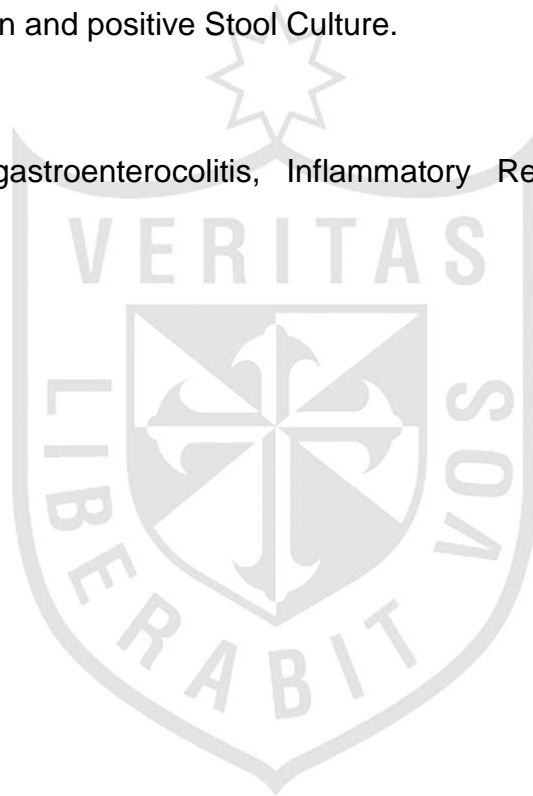 n and positive Stool Culture.
gastroenterocolitis, Inflammatory Re
VERITAS
LIBERABIT VOS